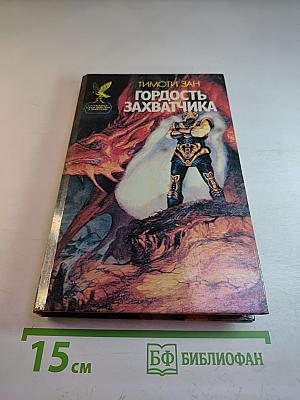 ТИМОТИ ЗАН
ГОРДОСТЬ
ЗАХВАТЧИКА
15 см
БФ БИБЛИОФАН